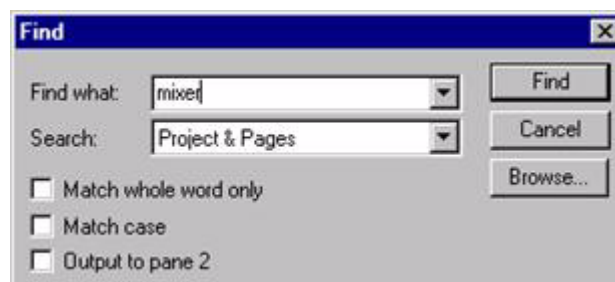 Find
Find what: mixer Find
Search: Project & Pages Cancel
Browse...
Match whole word only
Match case
Output to pane 2